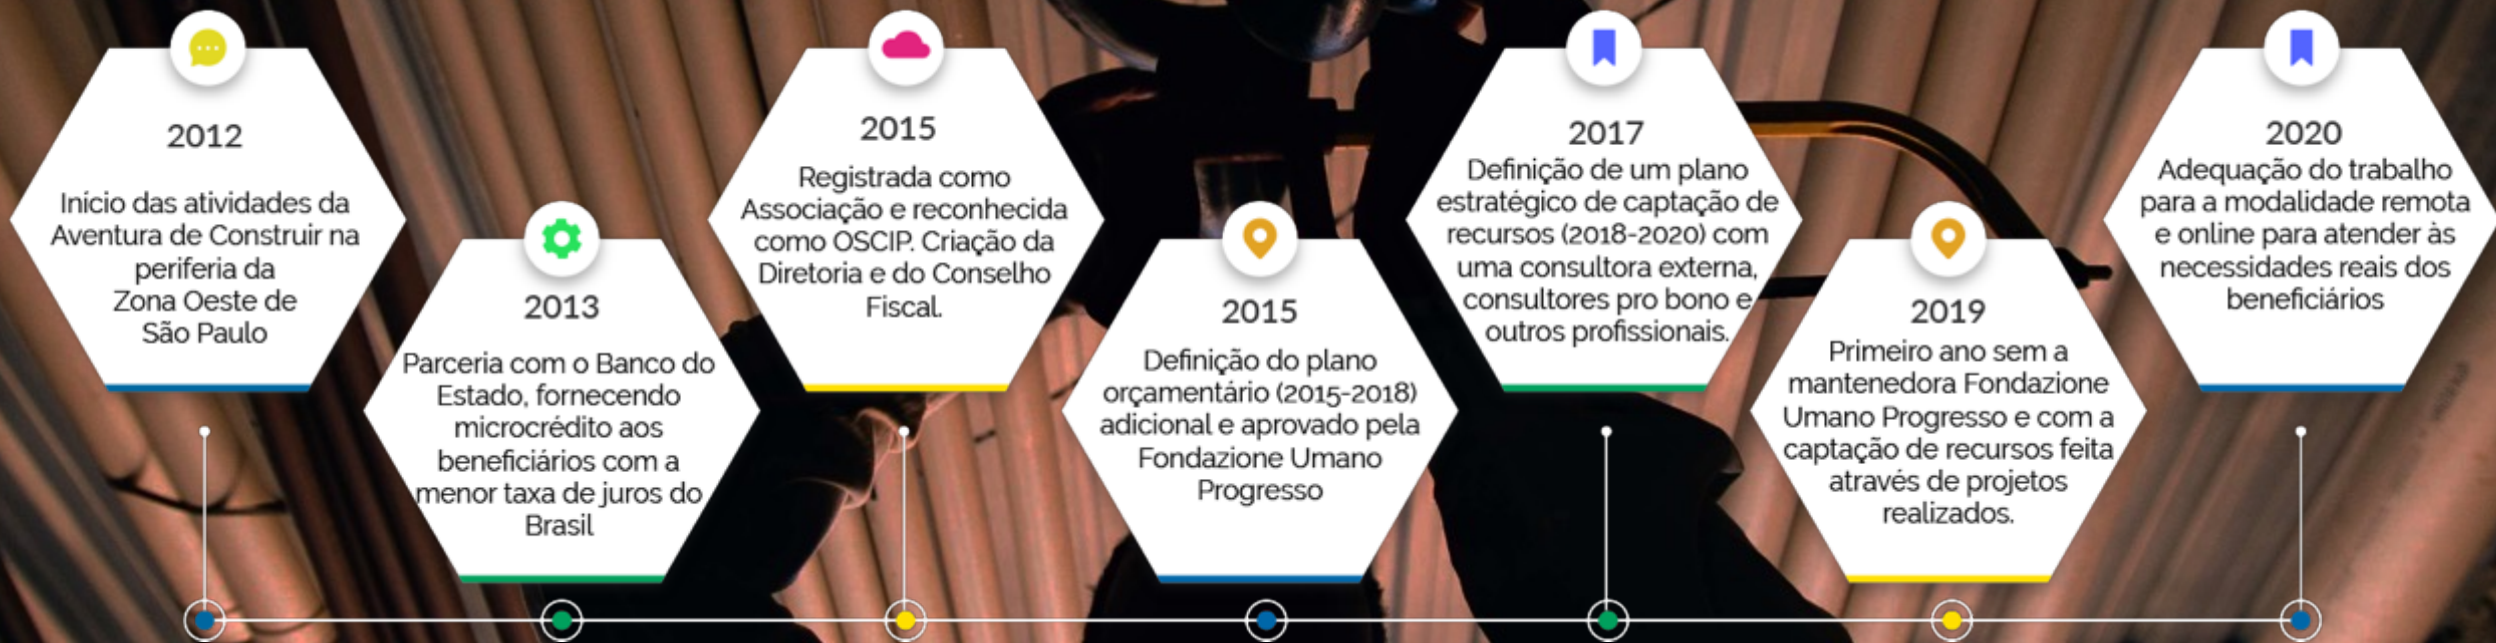 2012
Início das atividades da
Aventura de Construir na
periferia da
Zona Oeste de
São Paulo
2013
Parceria com o Banco do
Estado, fornecendo
microcrédito aos
beneficiários com a
menor taxa de juros do
Brasil
2015
Registrada como
Associação e reconhecida
como OSCIP. Criação da
Diretoria e do Conselho
Fiscal.
2015
Definição do plano
orçamentário (2015-2018)
adicional e aprovado pela
Fondazione Umano
Progresso
2017
Definição de um plano
estratégico de captação de
recursos (2018-2020) com
uma consultora externa,
consultores pro bono e
outros profissionais.
2019
Primeiro ano sem a
mantenedora Fondazione
Umano Progresso e com a
captação de recursos feita
através de projetos
realizados.
2020
Adequação do trabalho
para a modalidade remota
e online para atender às
necessidades reais dos
beneficiários